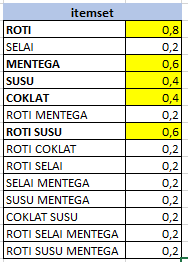 itemset
ROTI 0,8
SELAI 0,2
MENTEGA 0,6
SUSU 0,4
COKLAT 0,4
ROTI MENTEGA 0,2
ROTI SUSU 0,6
ROTI COKLAT 0,2
ROTI SELAI 0,2
SELAI MENTEGA 0,2
SUSU MENTEGA 0,2
COKLAT SUSU 0,2
ROTI SELAI MENTEGA 0,2
ROTI SUSU MENTEGA 0,2